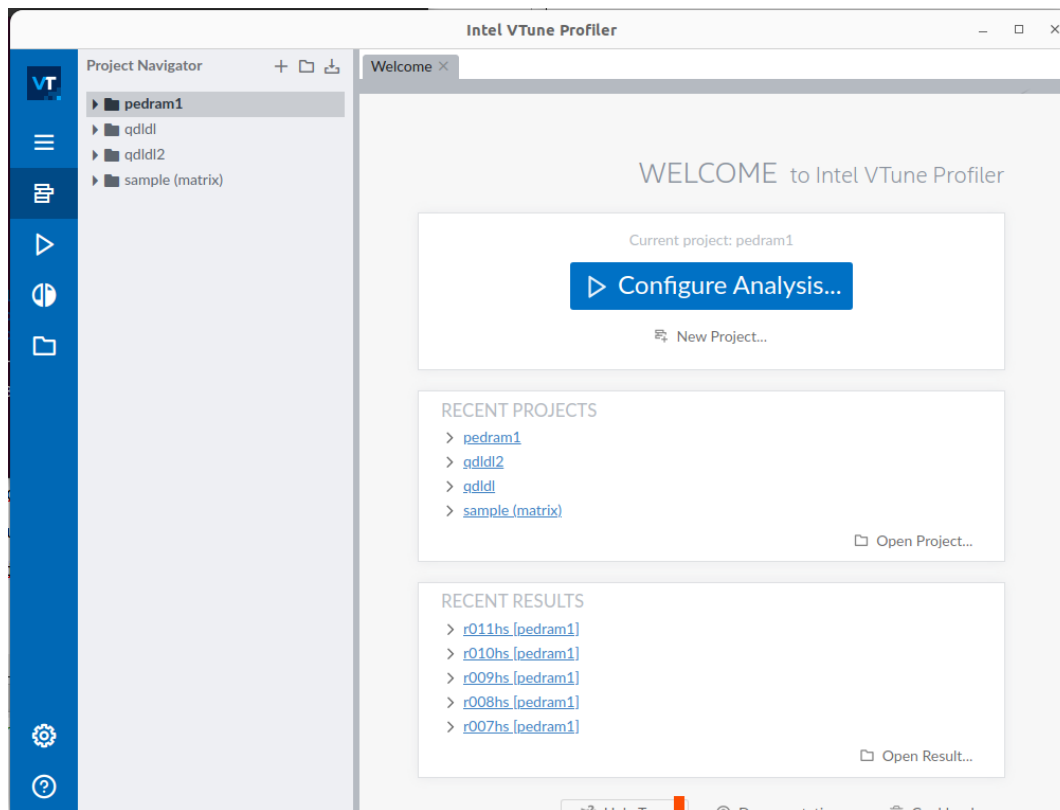 Intel VTune Profiler
VT
Project Navigator
Welcome
pedram1
qdldl
qdldl2
sample (matrix)
WELCOME to Intel VTune Profiler
Current project: pedram1
Configure Analysis...
New Project...
RECENT PROJECTS
pedram1
qdldl2
qdldl
sample (matrix)
Open Project...
RECENT RESULTS
r011hs [pedram1]
r010hs [pedram1]
r009hs [pedram1]
r008hs [pedram1]
r007hs [pedram1]
Open Result...